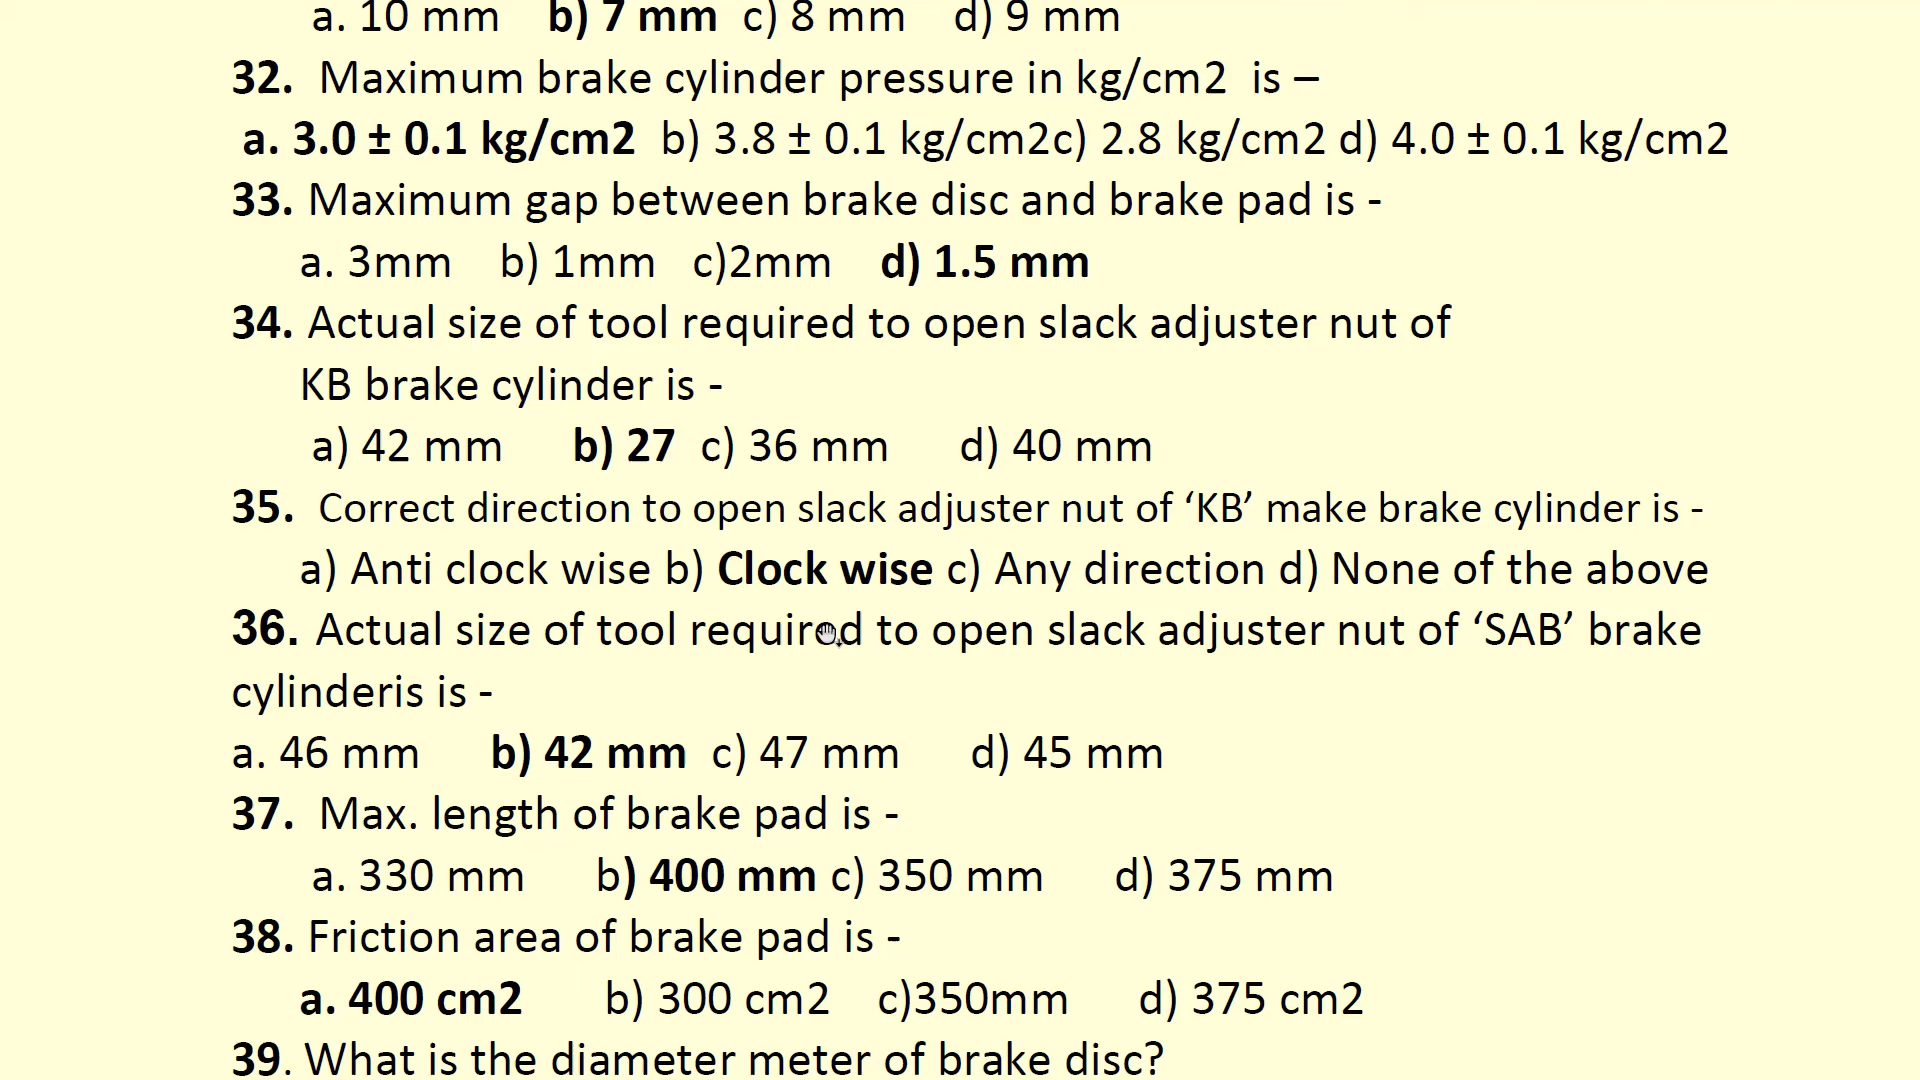 a. 10 mm b) 7 mm c) 8 mm d) 9 mm
32. Maximum brake cylinder pressure in kg/cm2 is –
a. 3.0 ± 0.1 kg/cm2 b) 3.8 ± 0.1 kg/cm2c) 2.8 kg/cm2 d) 4.0 ± 0.1 kg/cm2
33. Maximum gap between brake disc and brake pad is -
a. 3mm b) 1mm c)2mm d) 1.5 mm
34. Actual size of tool required to open slack adjuster nut of
KB brake cylinder is -
a) 42 mm b) 27 c) 36 mm d) 40 mm
35. Correct direction to open slack adjuster nut of ‘KB’ make brake cylinder is -
a) Anti clock wise b) Clock wise c) Any direction d) None of the above
36. Actual size of tool required to open slack adjuster nut of ‘SAB’ brake
cylinderis is -
a. 46 mm b) 42 mm c) 47 mm d) 45 mm
37. Max. length of brake pad is -
a. 330 mm b) 400 mm c) 350 mm d) 375 mm
38. Friction area of brake pad is -
a. 400 cm2 b) 300 cm2 c)350mm d) 375 cm2
39. What is the diameter meter of brake disc?